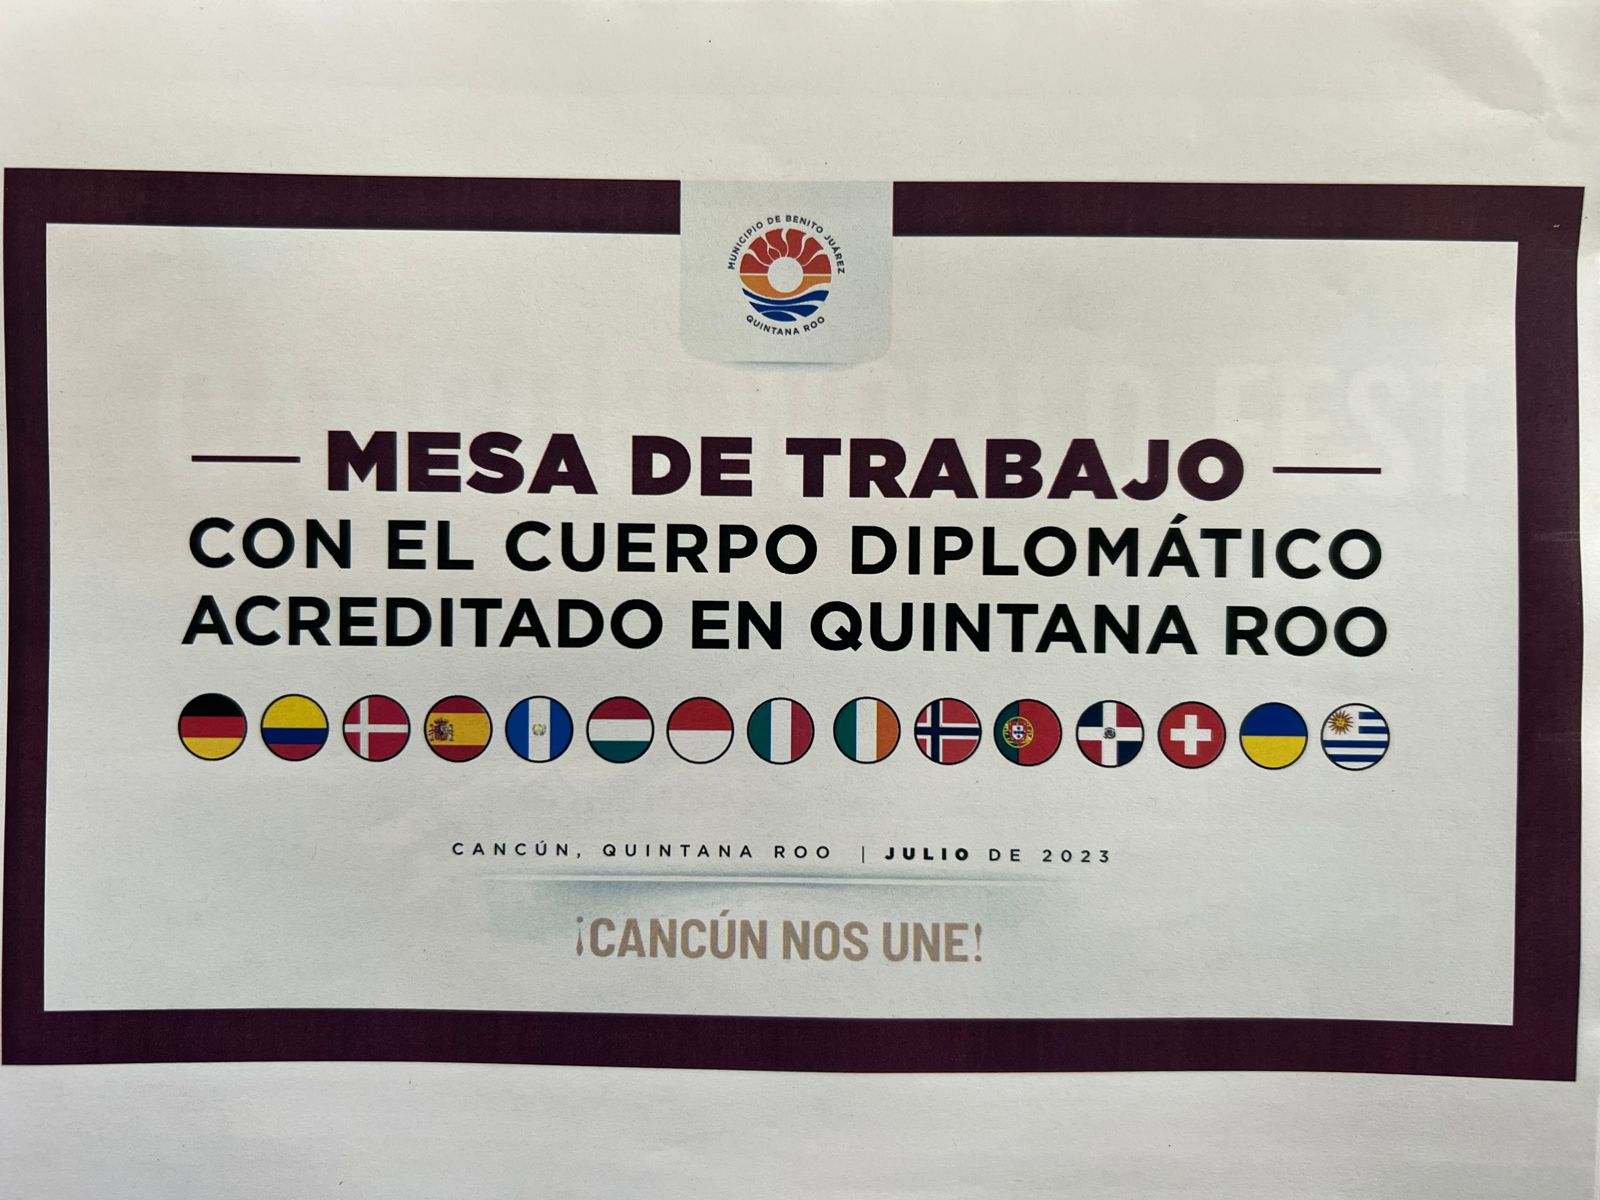 MUNICIPIO DE BENITO JUÁREZ
QUINTANA ROO
MESA DE TRABAJO
CON EL CUERPO DIPLOMÁTICO
ACREDITADO EN QUINTANA ROO
CANCÚN, QUINTANA ROO | JULIO DE 2023
¡CANCÚN NOS UNE!